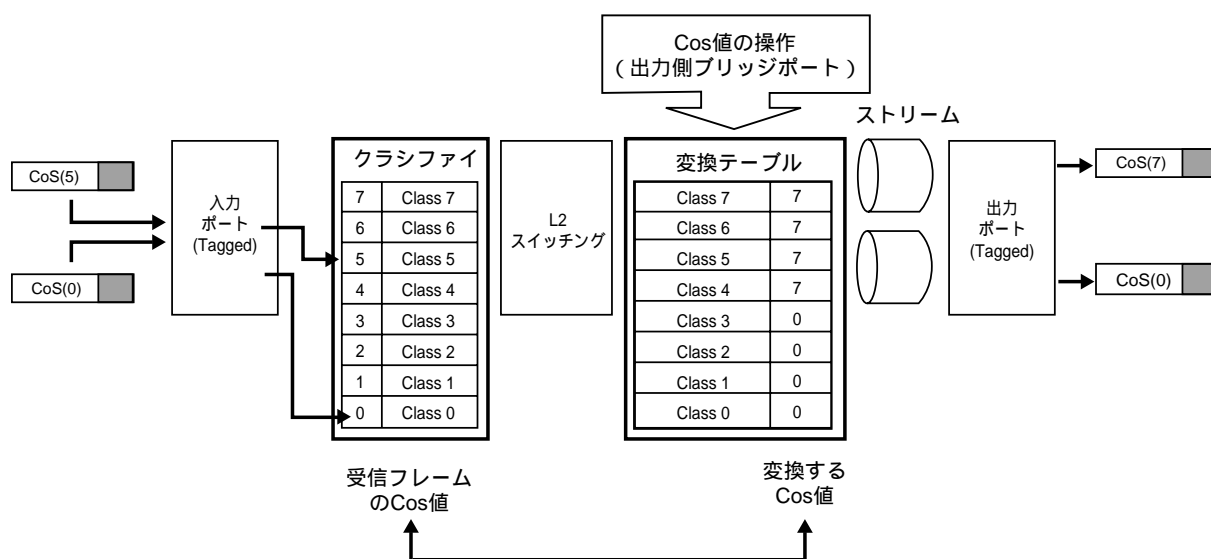 Cos値の操作
(出力側ブリッジポート)
ストリーム
CoS(5)
CoS(0)
入力
ポート
(Tagged)
クラシファイ
7 Class 7
6 Class 6
5 Class 5
4 Class 4
3 Class 3
2 Class 2
1 Class 1
0 Class 0
L2
スイッチング
変換テーブル
Class 7 7
Class 6 7
Class 5 7
Class 4 7
Class 3 0
Class 2 0
Class 1 0
Class 0 0
出力
ポート
(Tagged)
CoS(7)
CoS(0)
受信フレーム
のCos値
変換する
Cos値